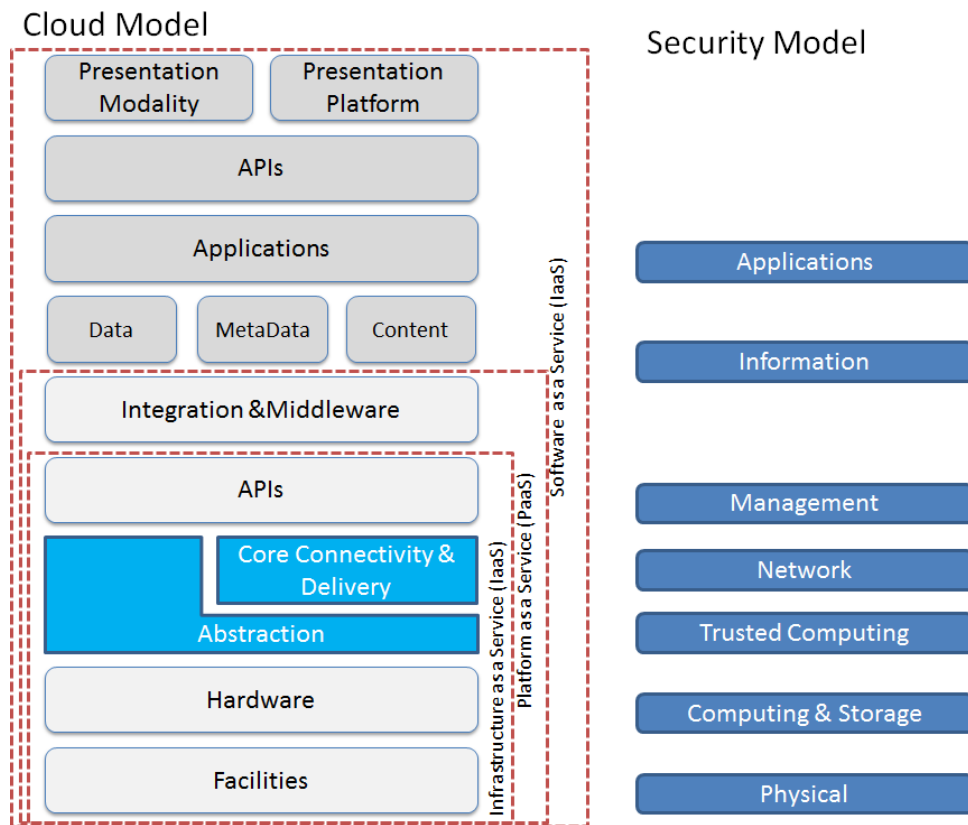 Cloud Model
Security Model
Presentation
Modality
Presentation
Platform
APIs
Applications
Data
MetaData
Content
Integration &Middleware
APIs
Core Connectivity &
Delivery
Abstraction
Hardware
Facilities
Infrastructure as a Service (IaaS)
Platform as a Service (PaaS)
Software as a Service (IaaS)
Applications
Information
Management
Network
Trusted Computing
Computing & Storage
Physical